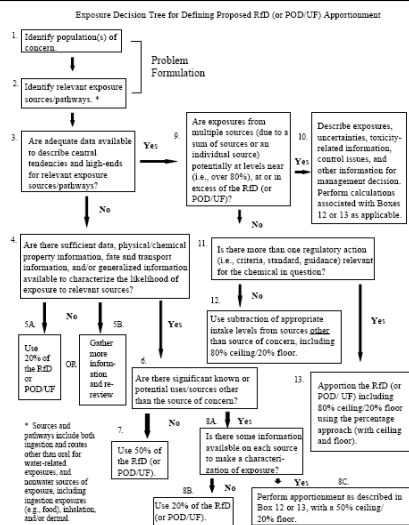 Exposure Decision Tree for Defining Proposed RfD (or POD/UF) Apportionment
1.
Identify population(s) of
concern.
Problem
Formulation
2.
Identify relevant exposure
sources/pathways. *
3.
Are adequate data available
to describe central
tendencies and high-ends
for relevant exposure
sources/pathways?
Yes
No
9.
Are exposures from
multiple sources (due to a
sum of sources or an
individual source)
potentially at levels near
(i.e., over 80%), at or in
excess of the RfD (or
POD/UF)?
Yes
No
10.
Describe exposures,
uncertainties, toxicity-
related information,
control issues, and
other information for
management decision.
Perform calculations
associated with Boxes
12 or 13 as applicable.
4.
Are there sufficient data, physical/chemical
property information, fate and transport
information, and/or generalized information
available to characterize the likelihood of
exposure to relevant sources?
No
Yes
11.
Is there more than one regulatory action
(i.e., criteria, standard, guidance) relevant
for the chemical in question?
No
Yes
5A.
Use
20% of
the RfD
or
POD/UF
OR
5B.
Gather
more
inform-
ation
and re-
review
12.
Use subtraction of appropriate
intake levels from sources other
than source of concern, including
80% ceiling/20% floor.
6.
Are there significant known or
potential uses/sources other
than the source of concern?
No
Yes
13.
Apportion the RfD (or
POD/ UF) including
80% ceiling/20% floor
using the percentage
approach (with ceiling
and floor).
7.
Use 50% of
the RfD (or
POD/UF).
8A.
Is there some information
available on each source
to make a characteri-
zation of exposure?
No
Yes
8B.
Use 20% of the RfD
(or POD/UF).
8C.
Perform apportionment as described in
Box 12 or 13, with a 50% ceiling/
20% floor.
* Sources and
pathways include both
ingestion and routes
other than oral for
water-related
exposures, and
nonwater sources of
exposure, including
ingestion exposures
(e.g., food), inhalation,
and/or dermal.